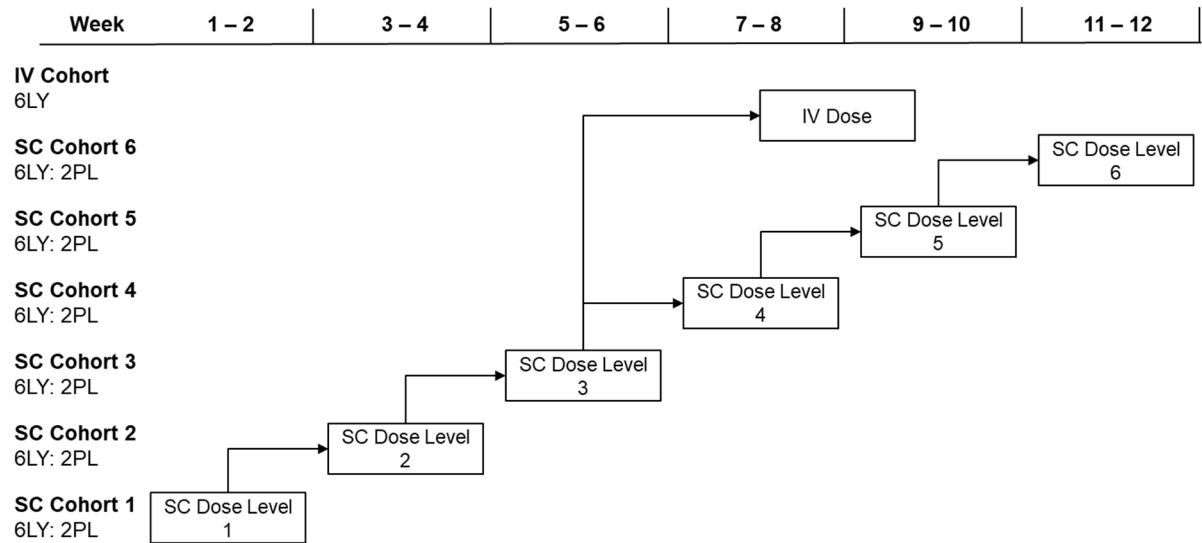 Week 1 – 2 3 – 4 5 – 6 7 – 8 9 – 10 11 – 12
IV Cohort
6LY
IV Dose
SC Cohort 6
6LY: 2PL
SC Dose Level
6
SC Cohort 5
6LY: 2PL
SC Dose Level
5
SC Cohort 4
6LY: 2PL
SC Dose Level
4
SC Cohort 3
6LY: 2PL
SC Dose Level
3
SC Cohort 2
6LY: 2PL
SC Dose Level
2
SC Cohort 1
6LY: 2PL
SC Dose Level
1